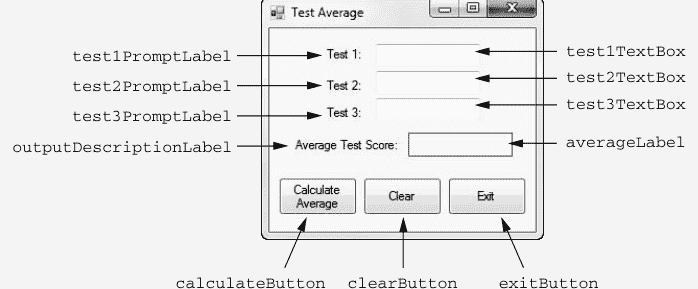 Test Average
test1PromptLabel Test 1: test1TextBox
test2PromptLabel Test 2: test2TextBox
test3PromptLabel Test 3: test3TextBox
outputDescriptionLabel Average Test Score: averageLabel
Calculate
Average Clear Exit
calculateButton clearButton exitButton